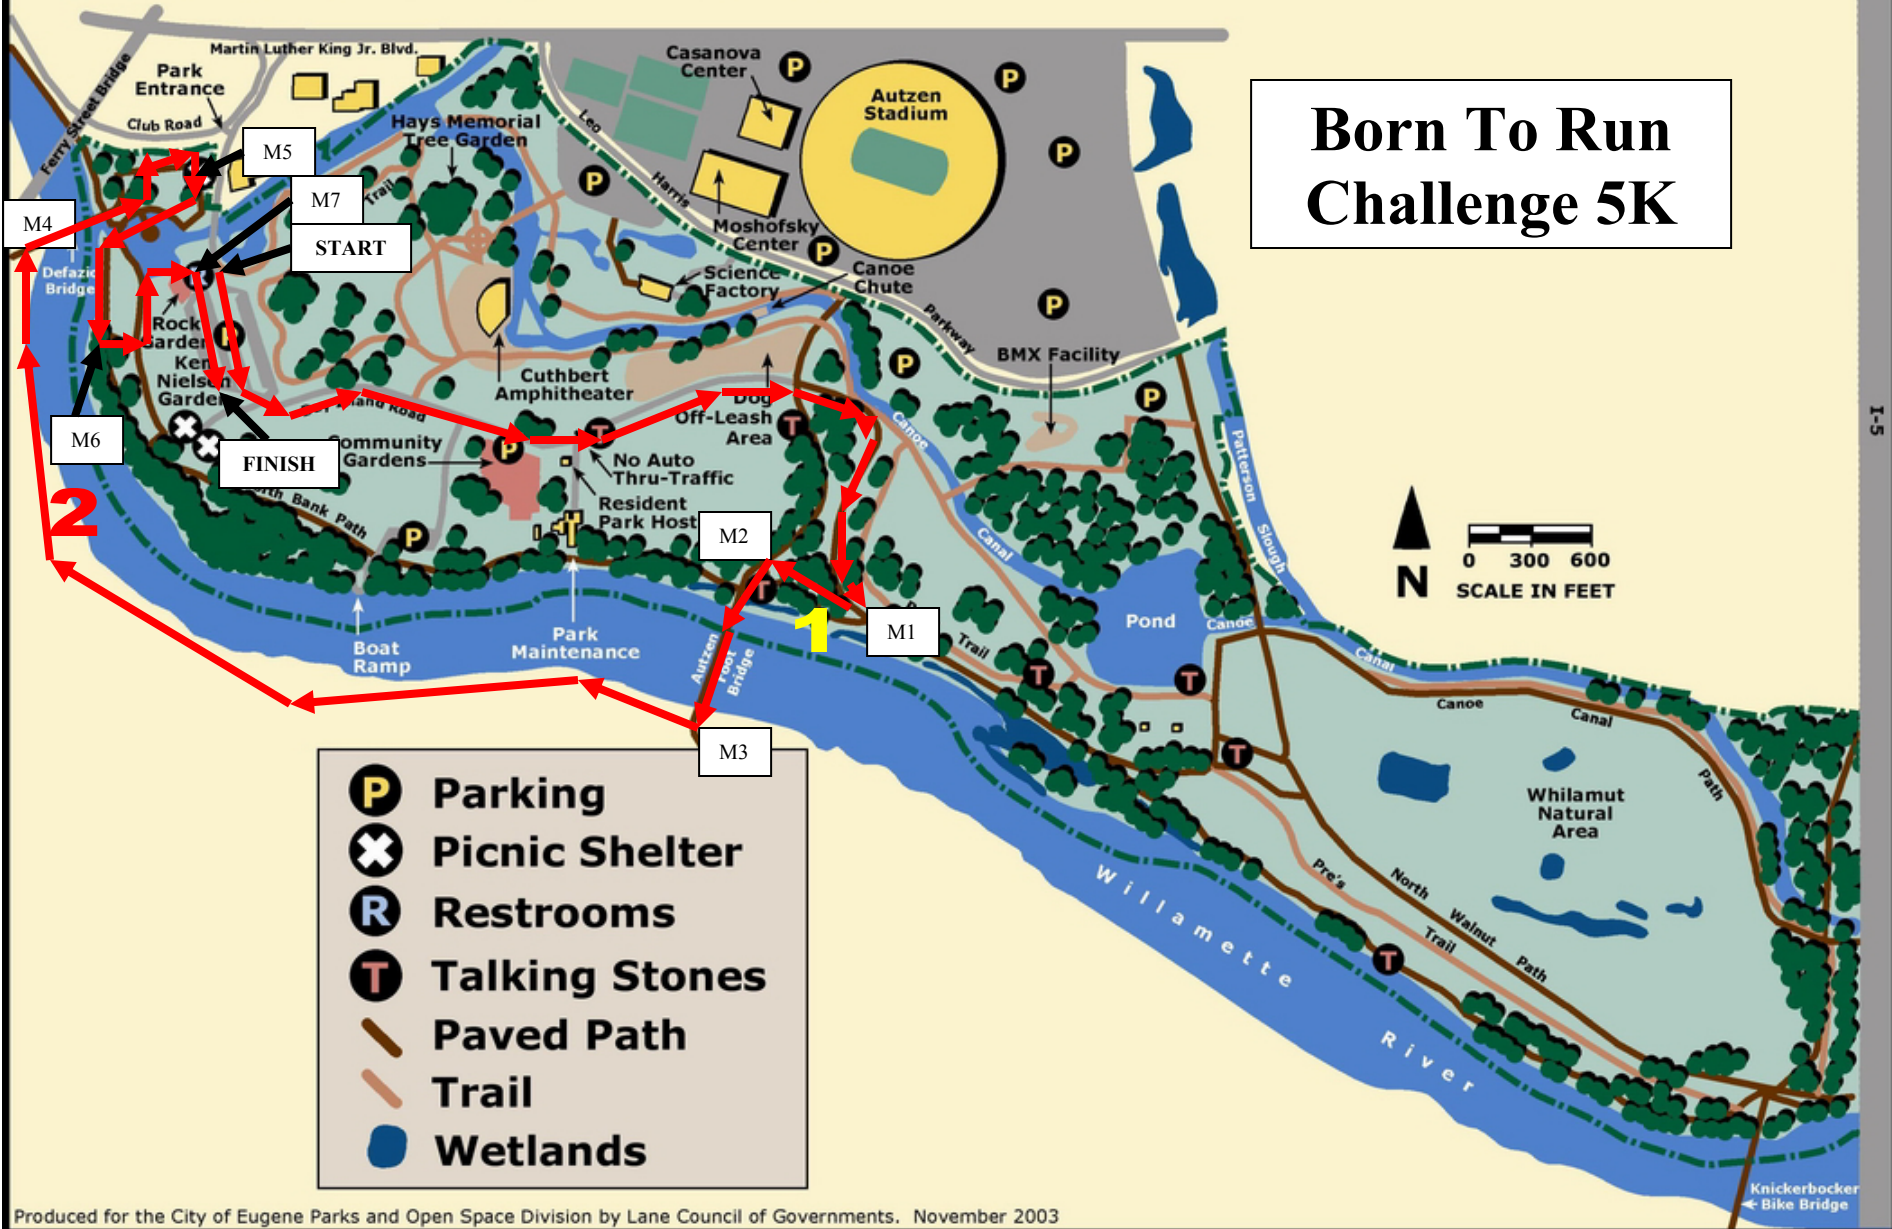 Martin Luther King Jr. Blvd.
Park
Entrance
Club Road
Ferry Street Bridge
M5
M7
START
M4
Defazio
Bridge
Hays Memorial
Tree Garden
Trail
Leo
Harris
Parkway
Casanova
Center
P
P
P
P
P
P
Autzen
Stadium
Moshofsky
Center
Science
Factory
Canoe
Chute
Born To Run
Challenge 5K
Rock
Garden
P
Ken
Nielsen
Garden
Cuthbert
Amphitheater
BMX Facility
P
P
P
Dog
Off-Leash
Area
T
Island Road
M6
FINISH
Community
Gardens
P
T
No Auto
Thru-Traffic
Resident
Park Host
Canoe
Canal
Patterson
Slough
I-5
2
North Bank Path
P
M2
T
1
M1
Trail
Pond
Canoe
Canal
N
0 300 600
SCALE IN FEET
Boat
Ramp
Park
Maintenance
Autzen
Foot
Bridge
M3
T
T
T
Canoe
Canal
Path
Whilamut
Natural
Area
Pre's
Trail
North
Walnut
Path
T
Willamette
River
P Parking
Picnic Shelter
R Restrooms
T Talking Stones
Paved Path
Trail
Wetlands
Knickerbocker
Bike Bridge
Produced for the City of Eugene Parks and Open Space Division by Lane Council of Governments. November 2003